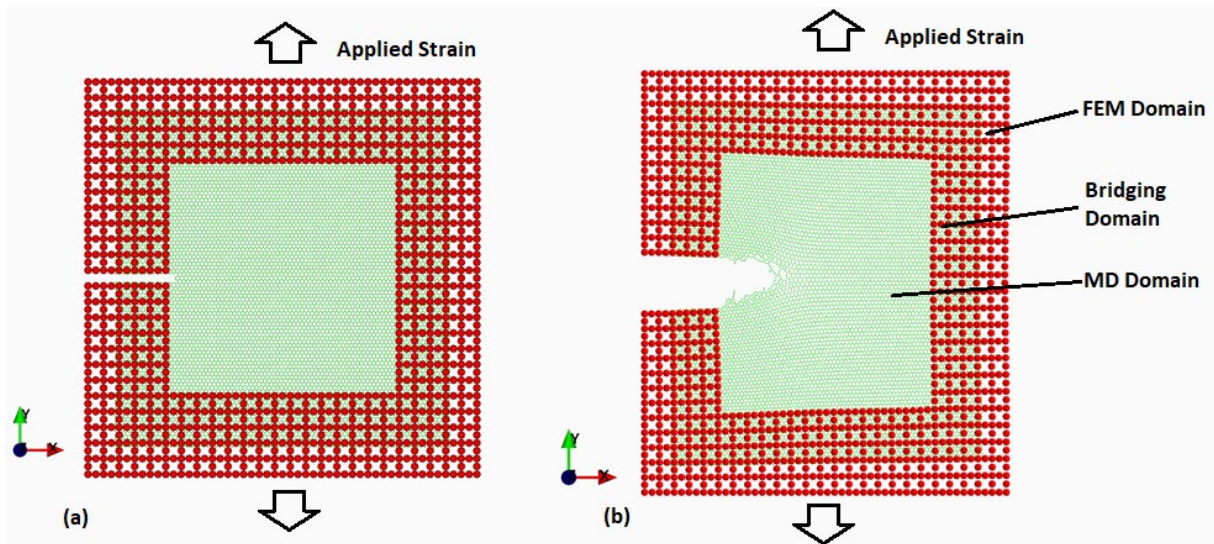 Applied Strain
Y
X
(a)
Applied Strain
FEM Domain
Bridging
Domain
MD Domain
Y
X
(b)